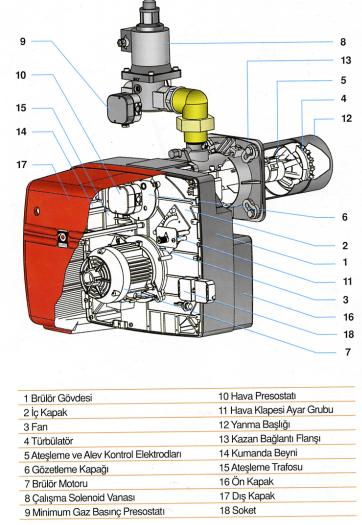 9
10
15
14
17
8
13
5
4
12
6
2
1
11
3
16
18
7
1 Brülör Gövdesi
2 İç Kapak
3 Fan
4 Türbülatör
5 Ateşleme ve Alev Kontrol Elektrodları
6 Gözetleme Kapağı
7 Brülör Motoru
8 Çalışma Solenoid Vanası
9 Minimum Gaz Basınç Presostatı
10 Hava Presostatı
11 Hava Klapesi Ayar Grubu
12 Yanma Başlığı
13 Kazan Bağlantı Flanşı
14 Kumanda Beyni
15 Ateşleme Trafosu
16 Ön Kapak
17 Dış Kapak
18 Soket